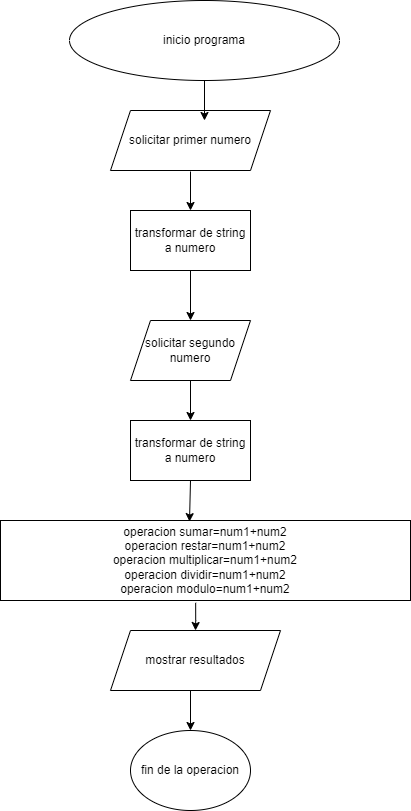 inicio programa
solicitar primer numero
transformar de string
a numero
solicitar segundo
numero
transformar de string
a numero
operacion sumar=num1+num2
operacion restar=num1+num2
operacion multiplicar=num1+num2
operacion dividir=num1+num2
operacion modulo=num1+num2
mostrar resultados
fin de la operacion